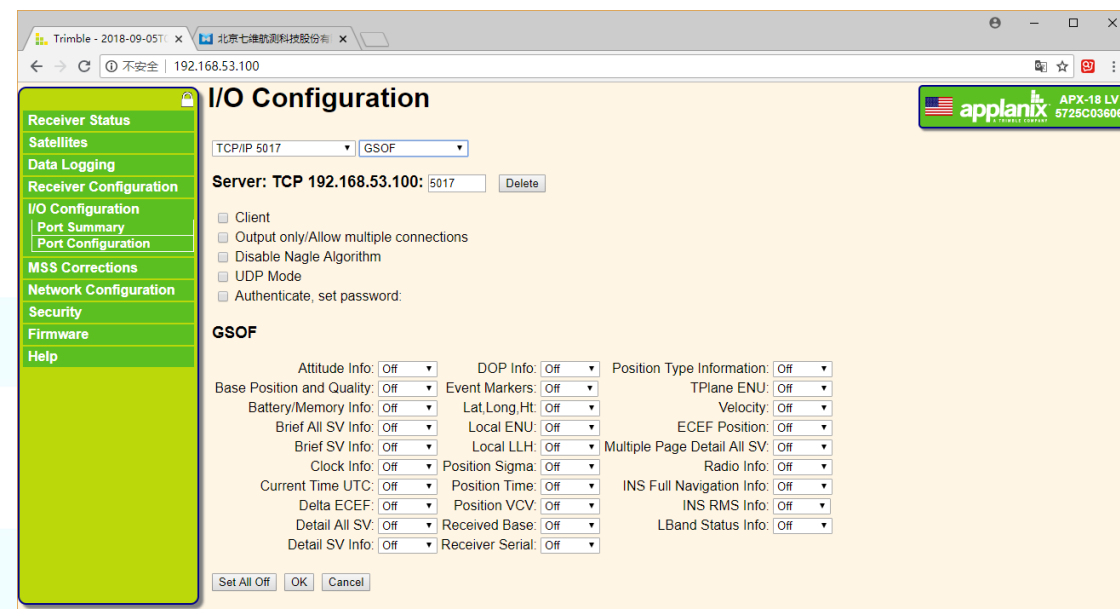 Trimble - 2018-09-05T
北京七维航测科技股份有
不安全 | 192.168.53.100
I/O Configuration
applanix
A TRIMBLE COMPANY
APX-18 LV
5725C03606
Receiver Status
Satellites
Data Logging
Receiver Configuration
I/O Configuration
Port Summary
Port Configuration
MSS Corrections
Network Configuration
Security
Firmware
Help
TCP/IP 5017 GSOF
Server: TCP 192.168.53.100: 5017 Delete
Client
Output only/Allow multiple connections
Disable Nagle Algorithm
UDP Mode
Authenticate, set password:
GSOF
Attitude Info: Off DOP Info: Off Position Type Information: Off
Base Position and Quality: Off Event Markers: Off TPlane ENU: Off
Battery/Memory Info: Off Lat,Long,Ht: Off Velocity: Off
Brief All SV Info: Off Local ENU: Off ECEF Position: Off
Brief SV Info: Off Local LLH: Off Multiple Page Detail All SV: Off
Clock Info: Off Position Sigma: Off Radio Info: Off
Current Time UTC: Off Position Time: Off INS Full Navigation Info: Off
Delta ECEF: Off Position VCV: Off INS RMS Info: Off
Detail All SV: Off Received Base: Off LBand Status Info: Off
Detail SV Info: Off Receiver Serial: Off
Set All Off OK Cancel